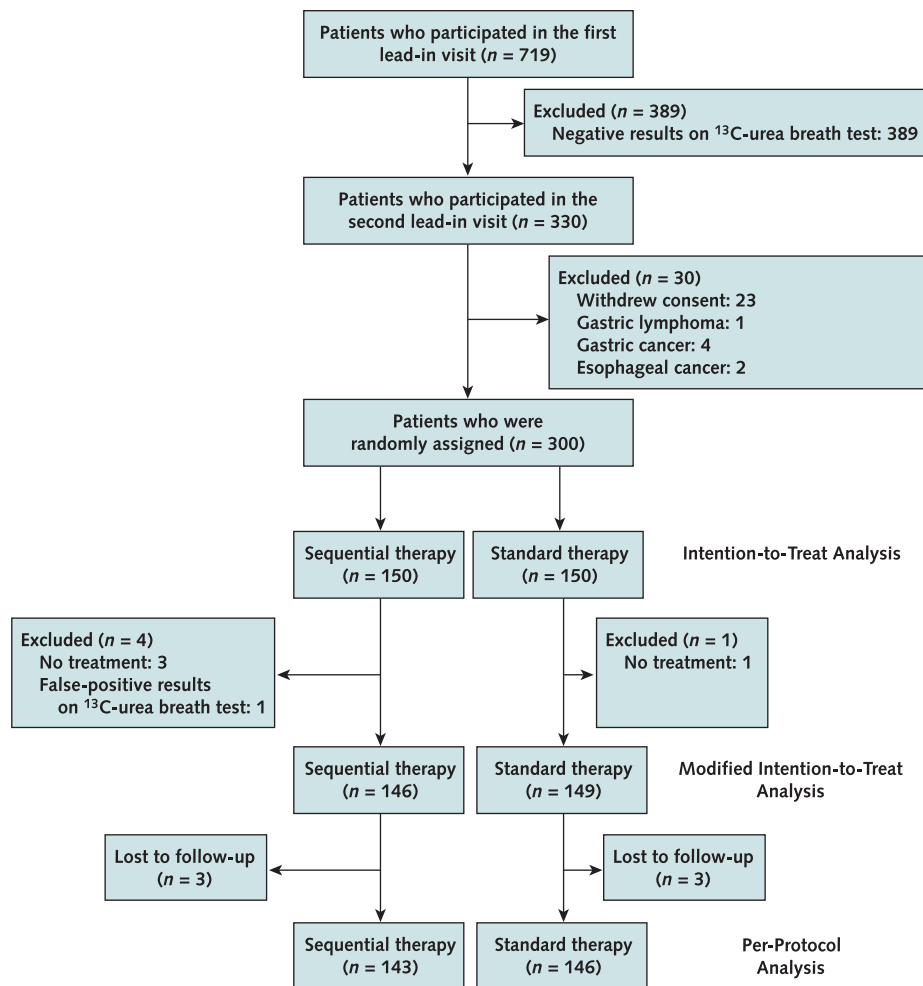 Patients who participated in the first
lead-in visit (n = 719)
Excluded (n = 389)
Negative results on ¹³C-urea breath test: 389
Patients who participated in the
second lead-in visit (n = 330)
Excluded (n = 30)
Withdrew consent: 23
Gastric lymphoma: 1
Gastric cancer: 4
Esophageal cancer: 2
Patients who were
randomly assigned (n = 300)
Sequential therapy
(n = 150)
Standard therapy
(n = 150)
Intention-to-Treat Analysis
Excluded (n = 4)
No treatment: 3
False-positive results
on ¹³C-urea breath test: 1
Excluded (n = 1)
No treatment: 1
Sequential therapy
(n = 146)
Standard therapy
(n = 149)
Modified Intention-to-Treat
Analysis
Lost to follow-up
(n = 3)
Lost to follow-up
(n = 3)
Sequential therapy
(n = 143)
Standard therapy
(n = 146)
Per-Protocol
Analysis